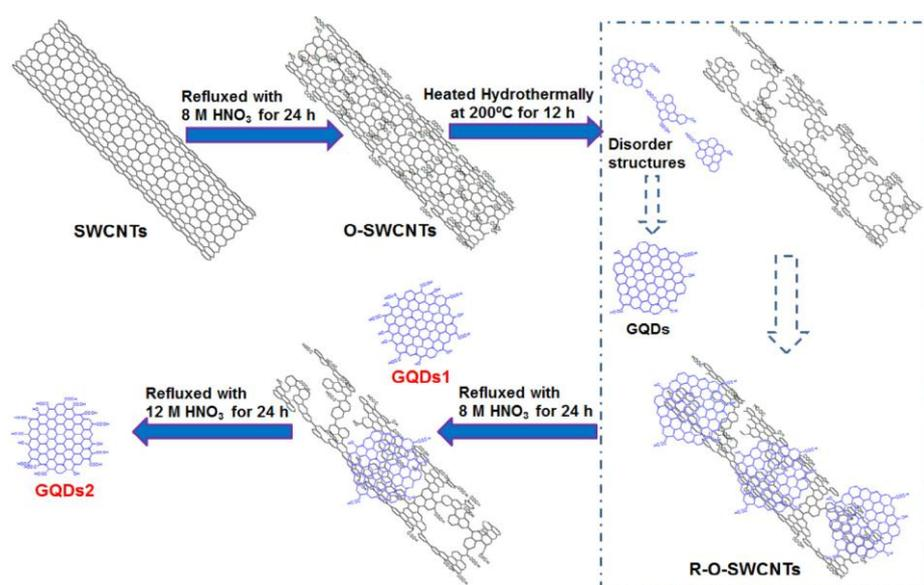 Refluxed with
8 M HNO₃ for 24 h
Heated Hydrothermally
at 200ºC for 12 h
SWCNTs
O-SWCNTs
Disorder
structures
GQDs
R-O-SWCNTs
Refluxed with
8 M HNO₃ for 24 h
GQDs1
Refluxed with
12 M HNO₃ for 24 h
GQDs2